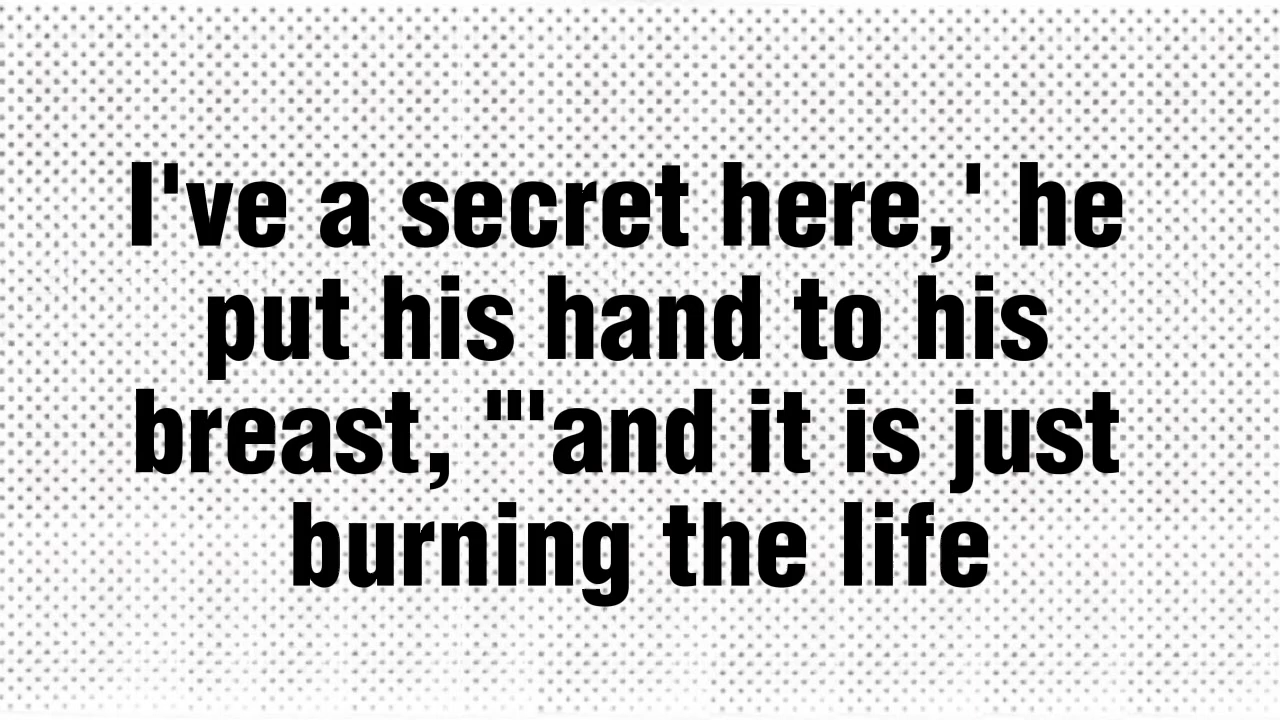 I've a secret here,' he
put his hand to his
breast, "'and it is just
burning the life